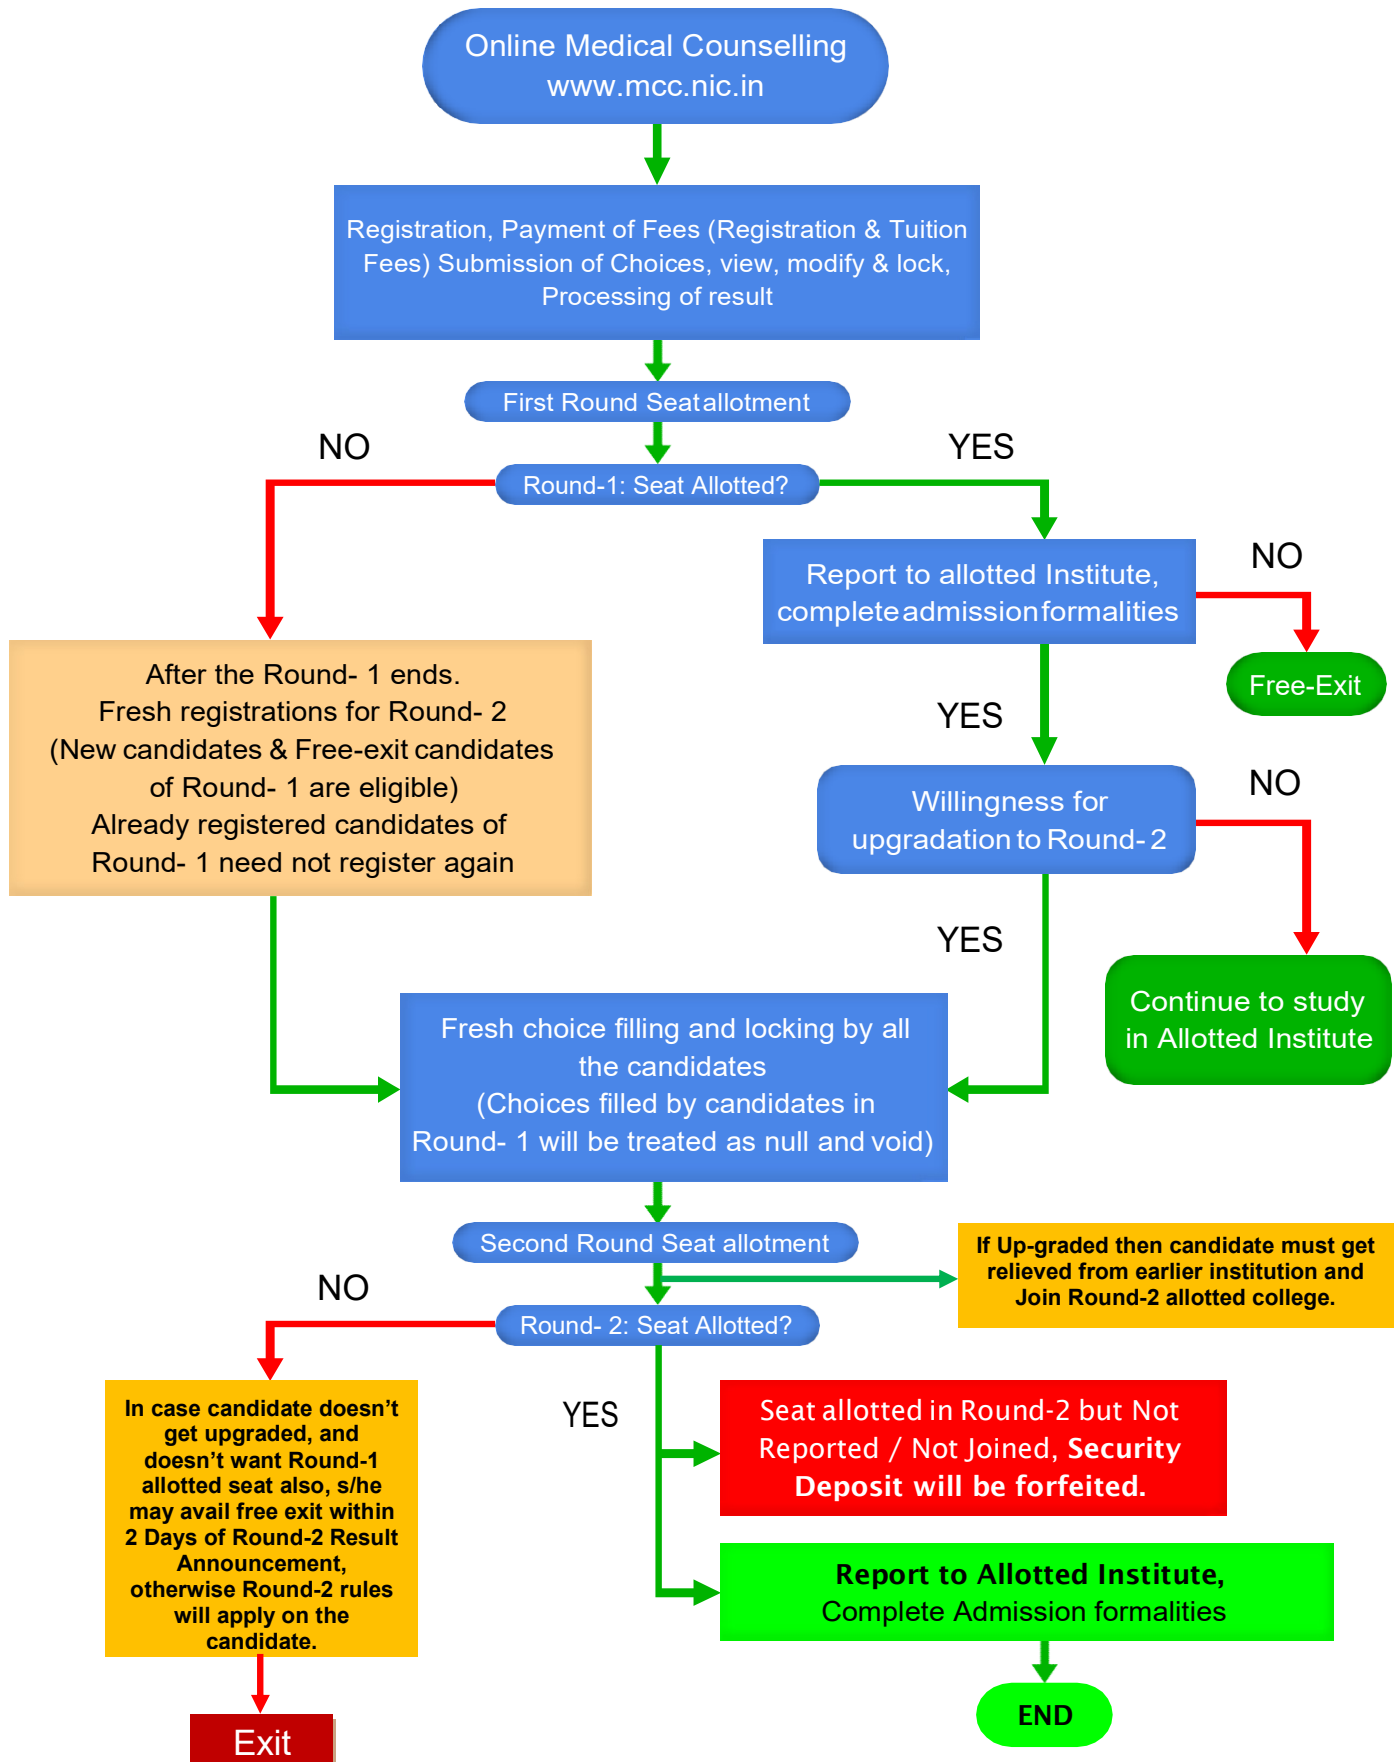 Online Medical Counselling
www.mcc.nic.in
Registration, Payment of Fees (Registration & Tuition
Fees) Submission of Choices, view, modify & lock,
Processing of result
First Round Seat allotment
NO
YES
Round-1: Seat Allotted?
Report to allotted Institute,
complete admission formalities
NO
Free-Exit
After the Round- 1 ends.
Fresh registrations for Round- 2
(New candidates & Free-exit candidates
of Round- 1 are eligible)
Already registered candidates of
Round- 1 need not register again
YES
Willingness for
upgradation to Round- 2
NO
YES
Continue to study
in Allotted Institute
Fresh choice filling and locking by all
the candidates
(Choices filled by candidates in
Round- 1 will be treated as null and void)
Second Round Seat allotment
If Up-graded then candidate must get
relieved from earlier institution and
Join Round-2 allotted college.
NO
Round- 2: Seat Allotted?
In case candidate doesn’t
get upgraded, and
doesn’t want Round-1
allotted seat also, s/he
may avail free exit within
2 Days of Round-2 Result
Announcement,
otherwise Round-2 rules
will apply on the
candidate.
YES
Seat allotted in Round-2 but Not
Reported / Not Joined, Security
Deposit will be forfeited.
Report to Allotted Institute,
Complete Admission formalities
END
Exit